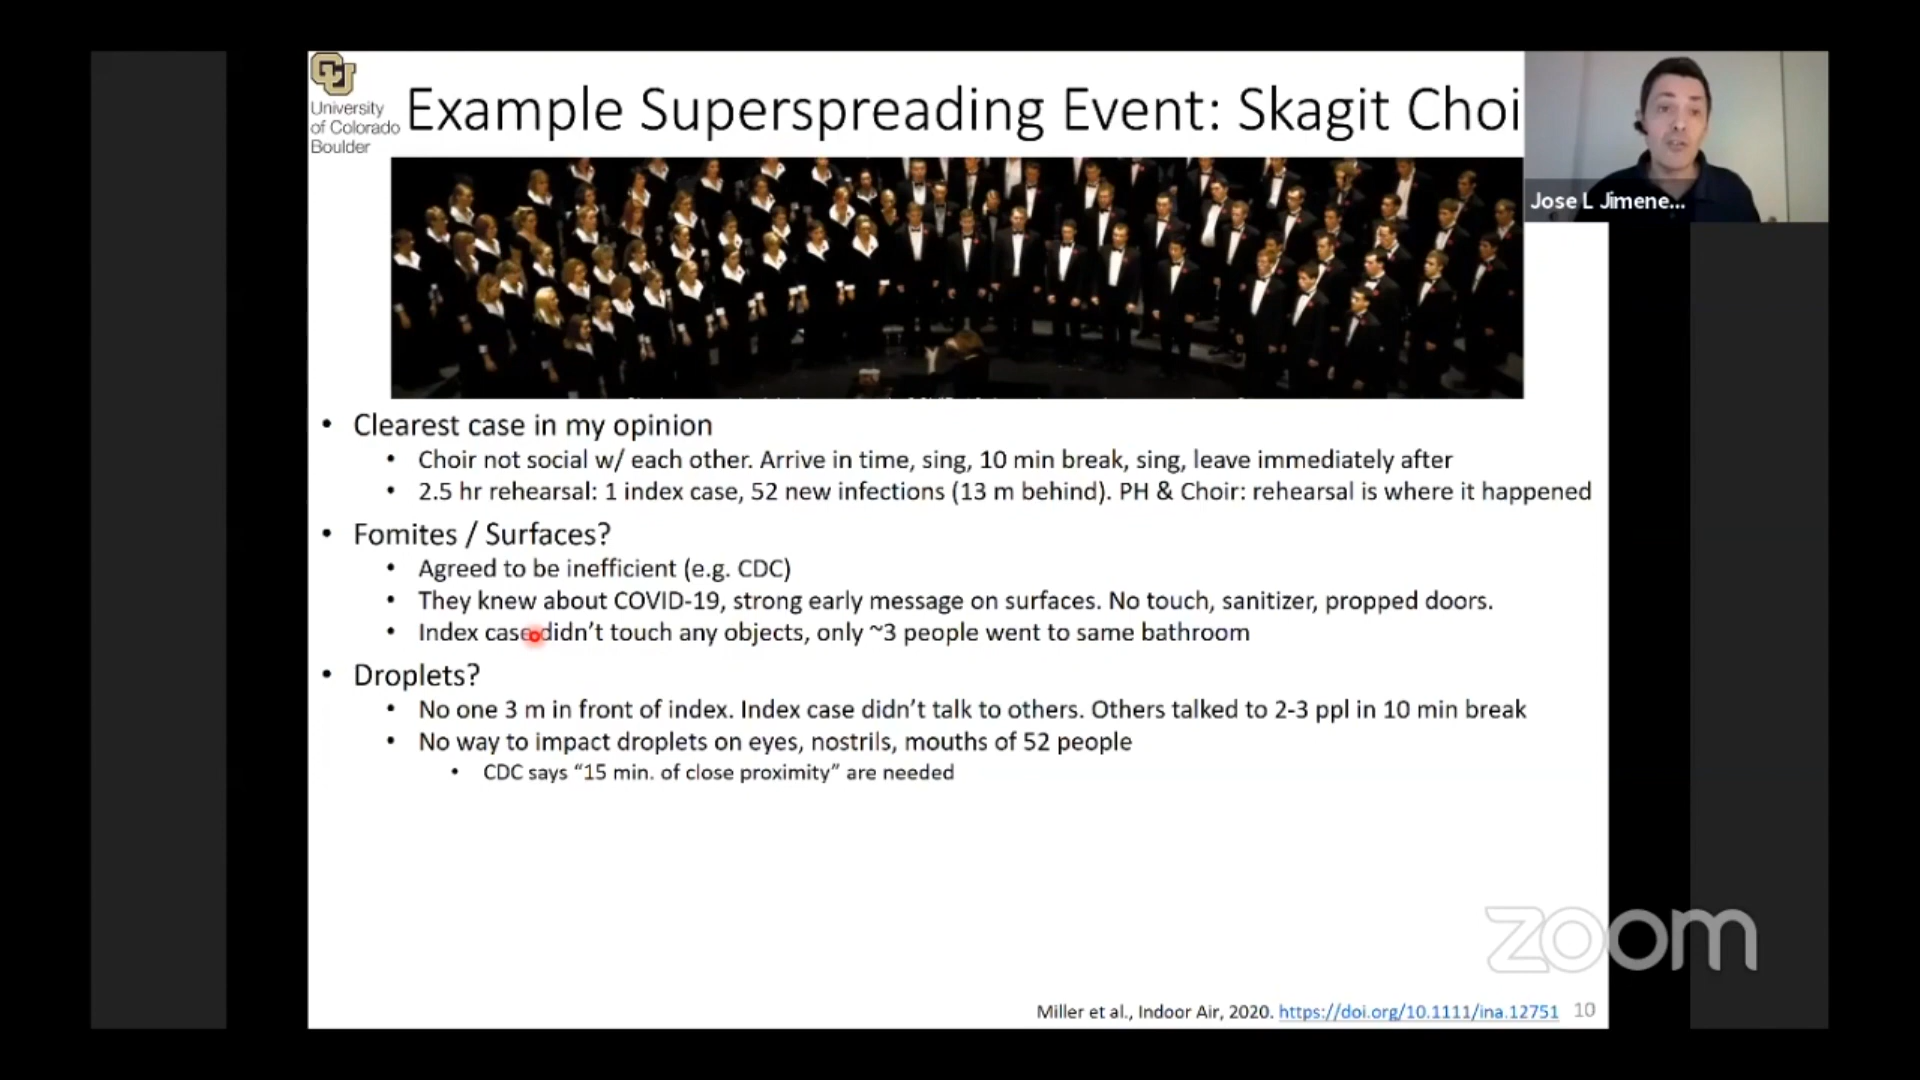 University
of Colorado
Boulder
Example Superspreading Event: Skagit Choi
Jose L Jimene...
• Clearest case in my opinion
• Choir not social w/ each other. Arrive in time, sing, 10 min break, sing, leave immediately after
• 2.5 hr rehearsal: 1 index case, 52 new infections (13 m behind). PH & Choir: rehearsal is where it happened
• Fomites / Surfaces?
• Agreed to be inefficient (e.g. CDC)
• They knew about COVID-19, strong early message on surfaces. No touch, sanitizer, propped doors.
• Index case didn't touch any objects, only ~3 people went to same bathroom
• Droplets?
• No one 3 m in front of index. Index case didn't talk to others. Others talked to 2-3 ppl in 10 min break
• No way to impact droplets on eyes, nostrils, mouths of 52 people
• CDC says “15 min. of close proximity” are needed
zoom
Miller et al., Indoor Air, 2020. https://doi.org/10.1111/ina.12751 10